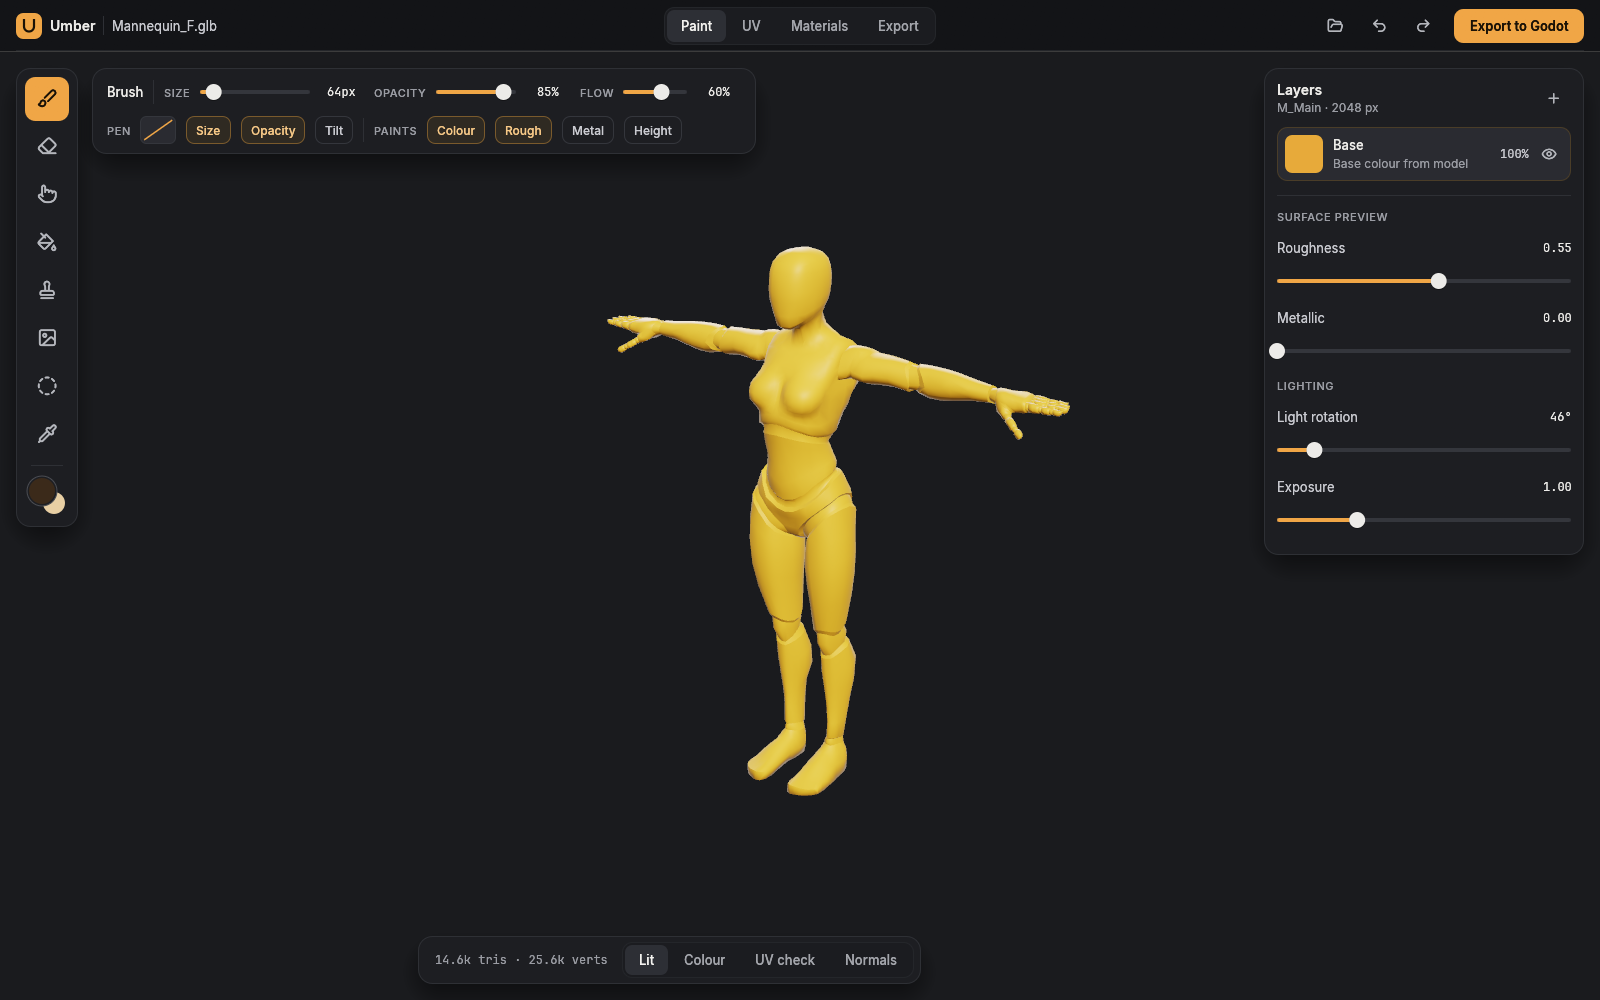 Umber
Mannequin_F.glb
Paint
UV
Materials
Export
Export to Godot
Brush
SIZE
64px
OPACITY
85%
FLOW
60%
PEN
Size
Opacity
Tilt
PAINTS
Colour
Rough
Metal
Height
Layers
M_Main · 2048 px
Base
Base colour from model
100%
SURFACE PREVIEW
Roughness
0.55
Metallic
0.00
LIGHTING
Light rotation
46°
Exposure
1.00
14.6k tris · 25.6k verts
Lit
Colour
UV check
Normals